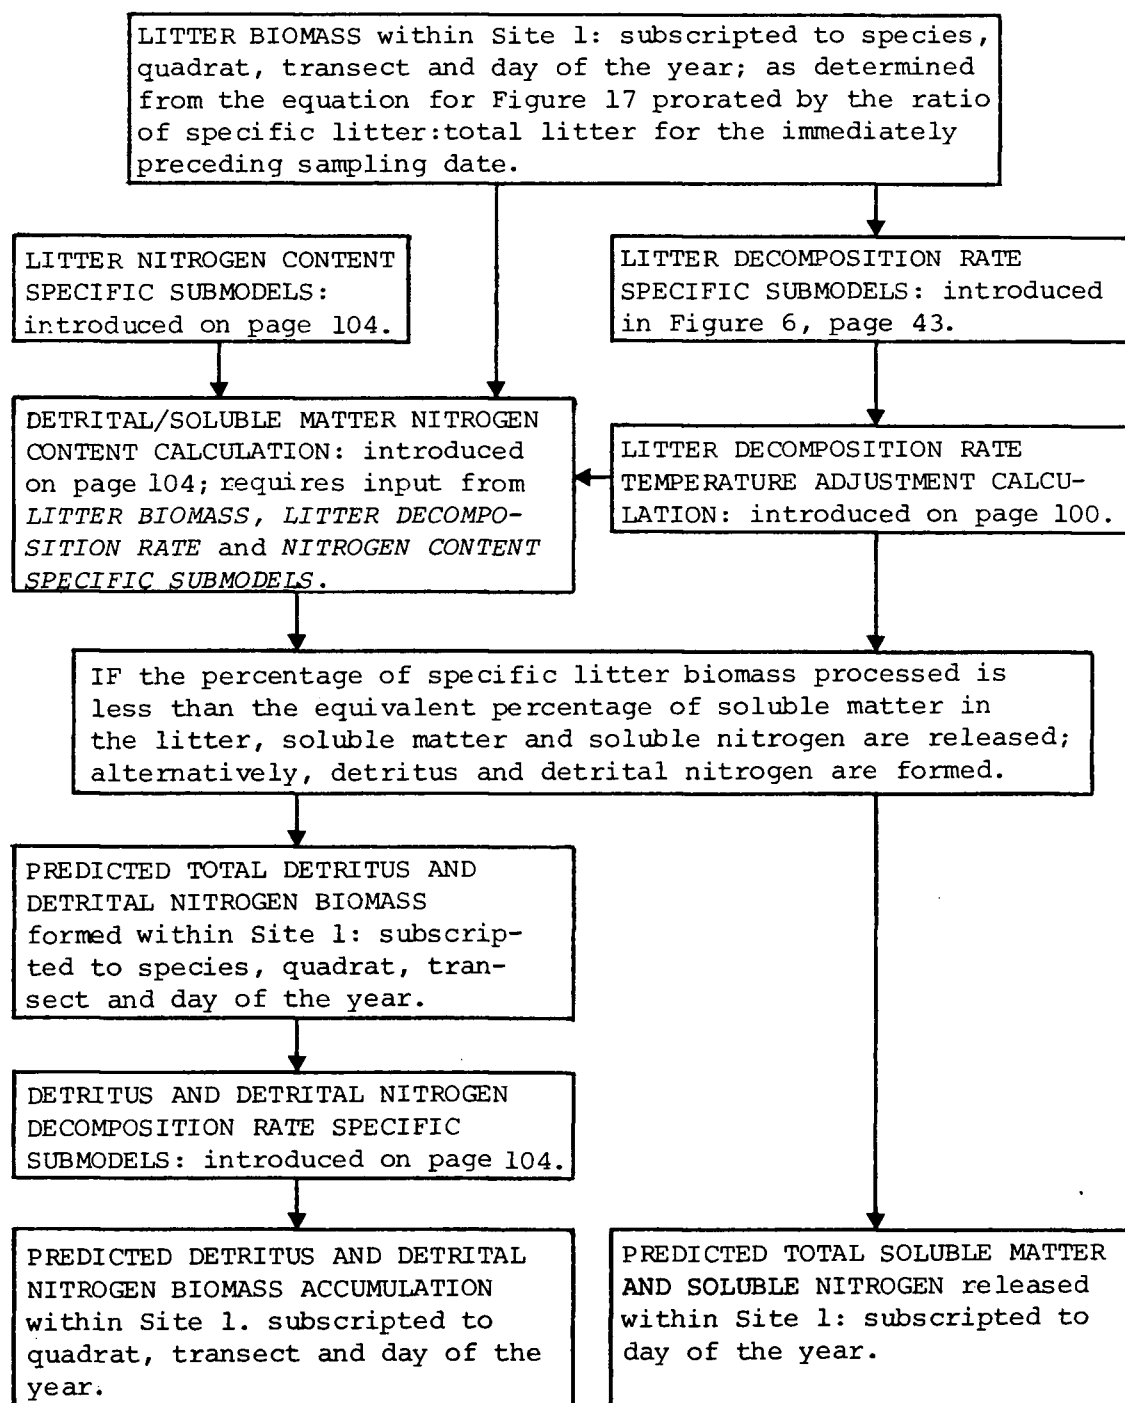 LITTER BIOMASS within Site 1: subscripted to species,
quadrat, transect and day of the year; as determined
from the equation for Figure 17 prorated by the ratio
of specific litter:total litter for the immediately
preceding sampling date.
LITTER NITROGEN CONTENT
SPECIFIC SUBMODELS:
introduced on page 104.
LITTER DECOMPOSITION RATE
SPECIFIC SUBMODELS: introduced
in Figure 6, page 43.
DETRITAL/SOLUBLE MATTER NITROGEN
CONTENT CALCULATION: introduced
on page 104; requires input from
LITTER BIOMASS, LITTER DECOMPO-
SITION RATE and NITROGEN CONTENT
SPECIFIC SUBMODELS.
LITTER DECOMPOSITION RATE
TEMPERATURE ADJUSTMENT CALCU-
LATION: introduced on page 100.
IF the percentage of specific litter biomass processed is
less than the equivalent percentage of soluble matter in
the litter, soluble matter and soluble nitrogen are released;
alternatively, detritus and detrital nitrogen are formed.
PREDICTED TOTAL DETRITUS AND
DETRITAL NITROGEN BIOMASS
formed within Site 1: subscrip-
ted to species, quadrat, tran-
sect and day of the year.
DETRITUS AND DETRITAL NITROGEN
DECOMPOSITION RATE SPECIFIC
SUBMODELS: introduced on page 104.
PREDICTED DETRITUS AND DETRITAL
NITROGEN BIOMASS ACCUMULATION
within Site 1. subscripted to
quadrat, transect and day of the
year.
PREDICTED TOTAL SOLUBLE MATTER
AND SOLUBLE NITROGEN released
within Site 1: subscripted to
day of the year.